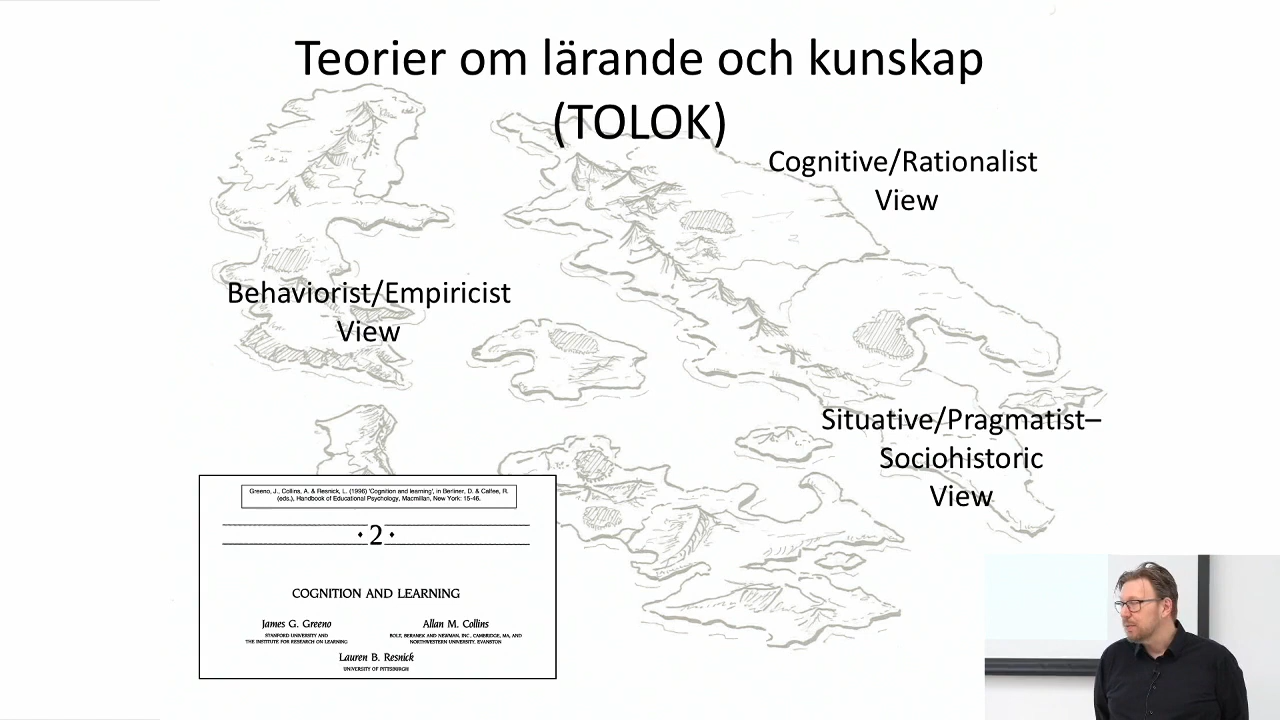 Teorier om lärande och kunskap
(TOLOK)
Cognitive/Rationalist
View
Behaviorist/Empiricist
View
Situative/Pragmatist–
Sociohistoric
View
Greeno, J., Collins, A. & Resnick, L. (1996) 'Cognition and learning', in Berliner, D. & Calfee, R.
(eds.), Handbook of Educational Psychology, Macmillan, New York: 15-46.
•2•
COGNITION AND LEARNING
James G. Greeno
STANFORD UNIVERSITY AND
THE INSTITUTE FOR RESEARCH ON LEARNING
Allan M. Collins
BOLT, BERANEK AND NEWMAN, INC., CAMBRIDGE, MA, AND
NORTHWESTERN UNIVERSITY, EVANSTON
Lauren B. Resnick
UNIVERSITY OF PITTSBURGH